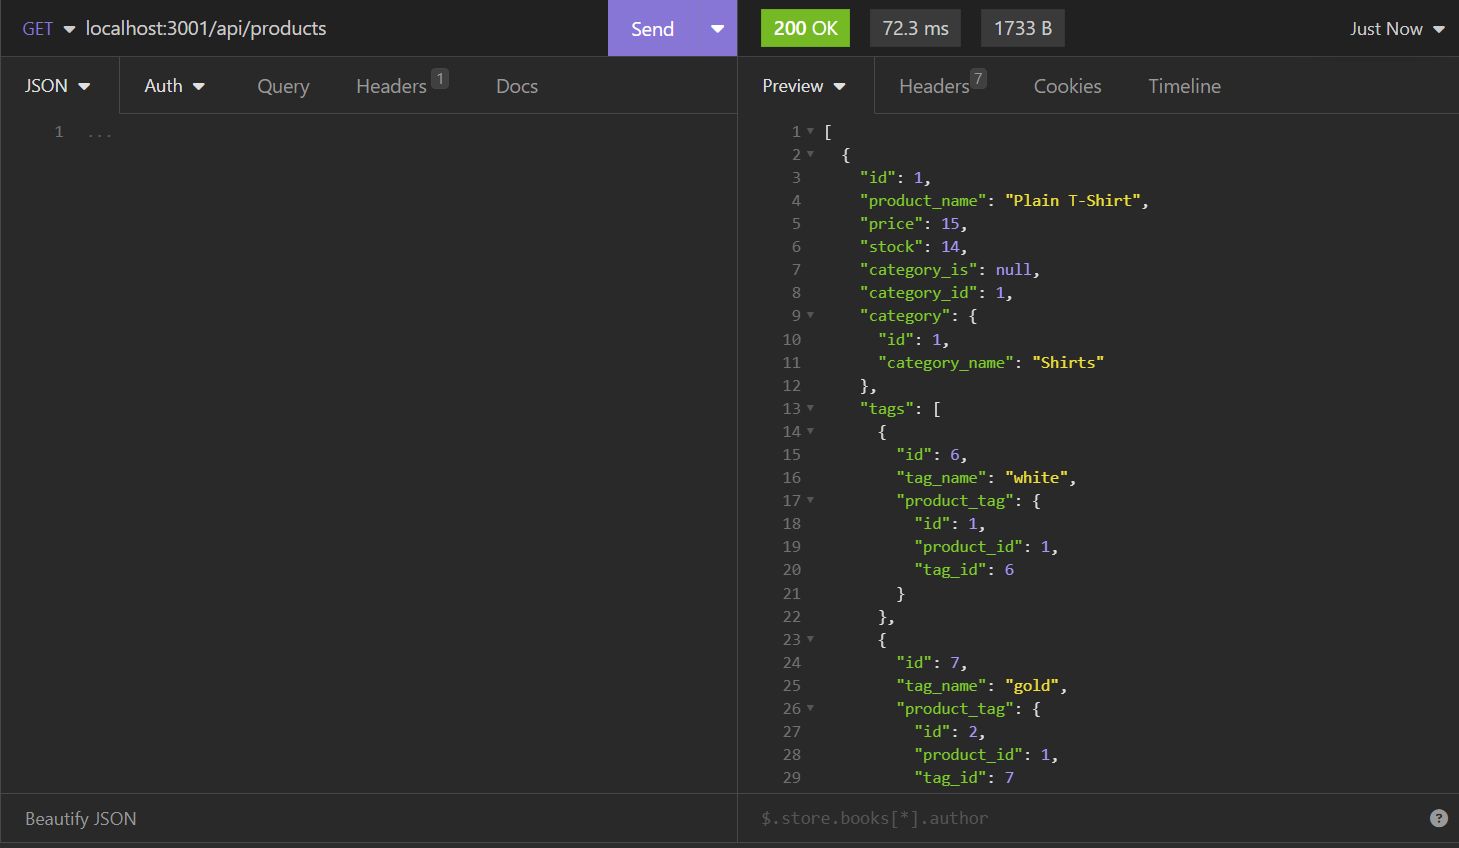 GET localhost:3001/api/products Send 200 OK 72.3 ms 1733 B Just Now
JSON Auth Query Headers 1 Docs Preview Headers 7 Cookies Timeline
1 ...
1 [
2 {
3 "id": 1,
4 "product_name": "Plain T-Shirt",
5 "price": 15,
6 "stock": 14,
7 "category_is": null,
8 "category_id": 1,
9 "category": {
10 "id": 1,
11 "category_name": "Shirts"
12 },
13 "tags": [
14 {
15 "id": 6,
16 "tag_name": "white",
17 "product_tag": {
18 "id": 1,
19 "product_id": 1,
20 "tag_id": 6
21 }
22 },
23 {
24 "id": 7,
25 "tag_name": "gold",
26 "product_tag": {
27 "id": 2,
28 "product_id": 1,
29 "tag_id": 7
Beautify JSON $.store.books[*].author ?